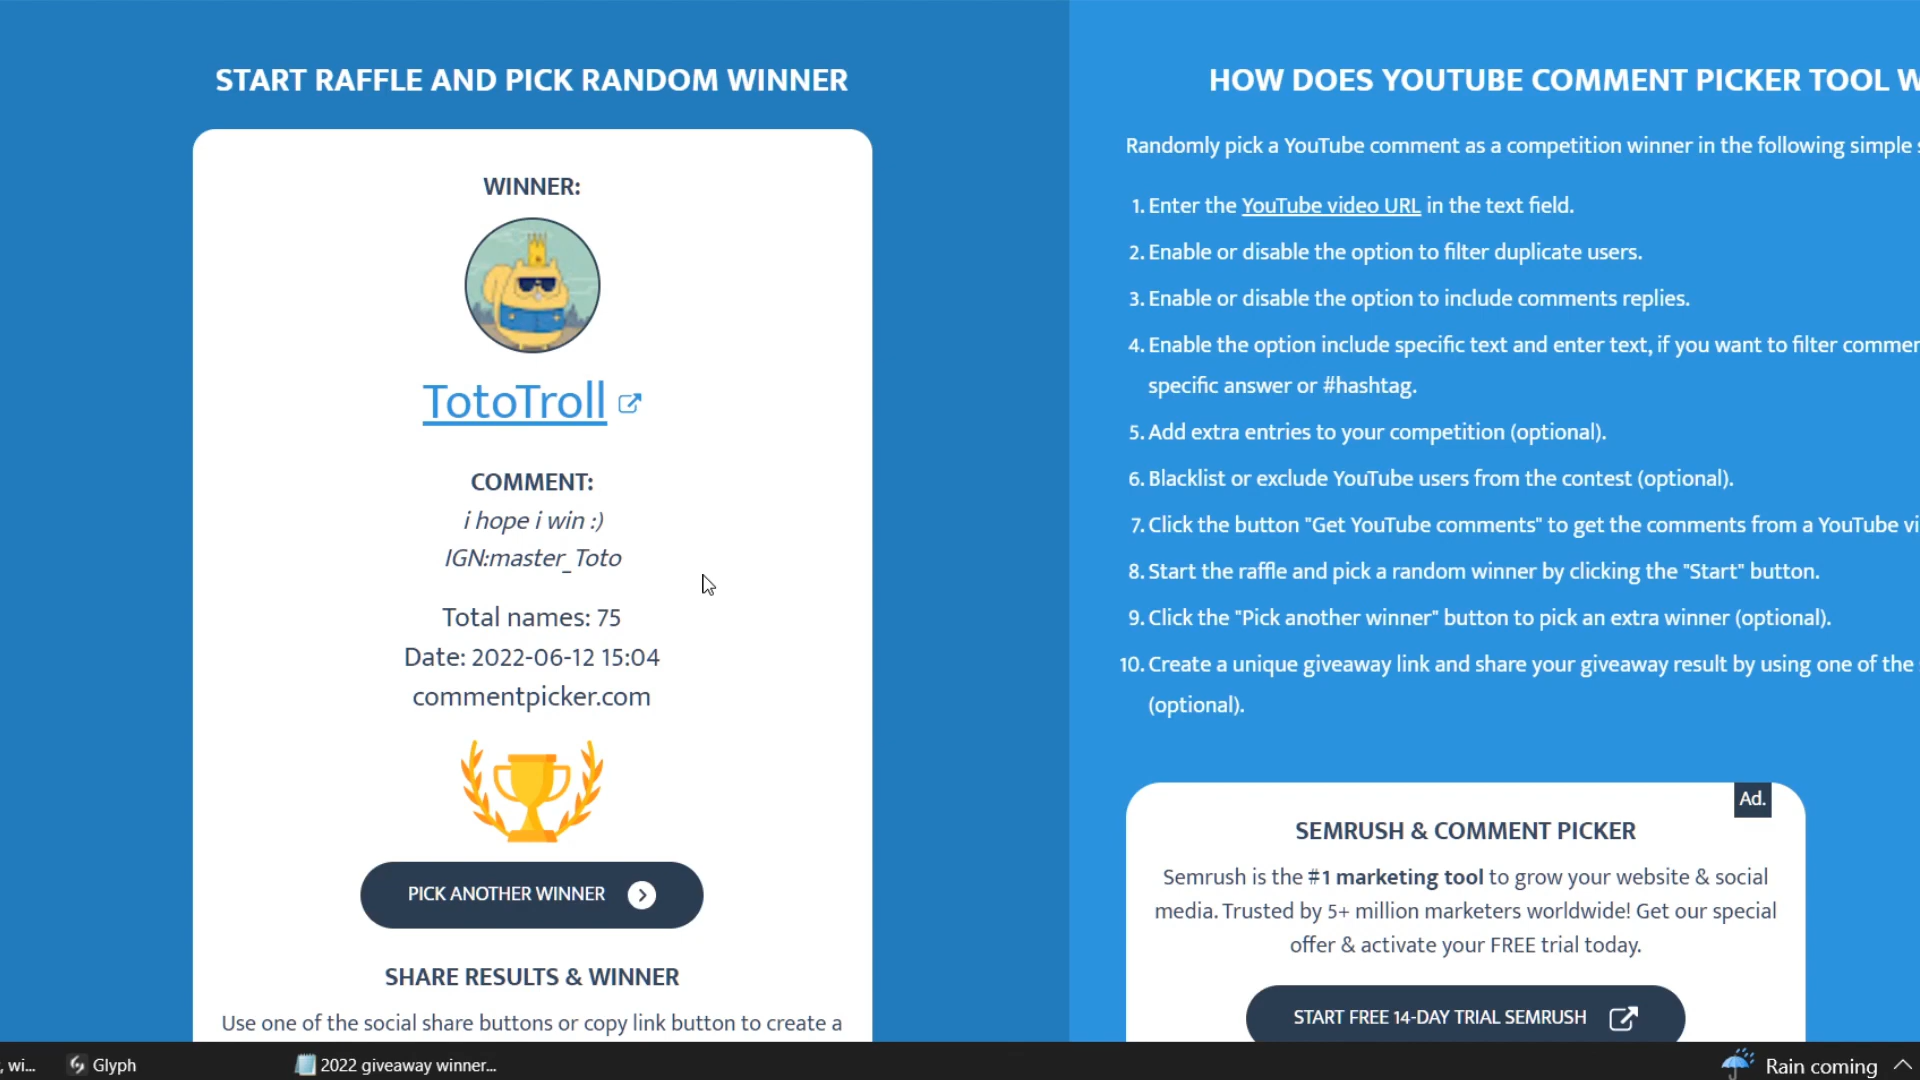 START RAFFLE AND PICK RANDOM WINNER
WINNER:
TotoTroll
COMMENT:
i hope i win :)
IGN:master_Toto
Total names: 75
Date: 2022-06-12 15:04
commentpicker.com
PICK ANOTHER WINNER
SHARE RESULTS & WINNER
Use one of the social share buttons or copy link button to create a
HOW DOES YOUTUBE COMMENT PICKER TOOL W
Randomly pick a YouTube comment as a competition winner in the following simple s
1. Enter the YouTube video URL in the text field.
2. Enable or disable the option to filter duplicate users.
3. Enable or disable the option to include comments replies.
4. Enable the option include specific text and enter text, if you want to filter commen
specific answer or #hashtag.
5. Add extra entries to your competition (optional).
6. Blacklist or exclude YouTube users from the contest (optional).
7. Click the button "Get YouTube comments" to get the comments from a YouTube vi
8. Start the raffle and pick a random winner by clicking the "Start" button.
9. Click the "Pick another winner" button to pick an extra winner (optional).
10. Create a unique giveaway link and share your giveaway result by using one of the
(optional).
Ad.
SEMRUSH & COMMENT PICKER
Semrush is the #1 marketing tool to grow your website & social
media. Trusted by 5+ million marketers worldwide! Get our special
offer & activate your FREE trial today.
START FREE 14-DAY TRIAL SEMRUSH
, wi... Glyph 2022 giveaway winner... Rain coming